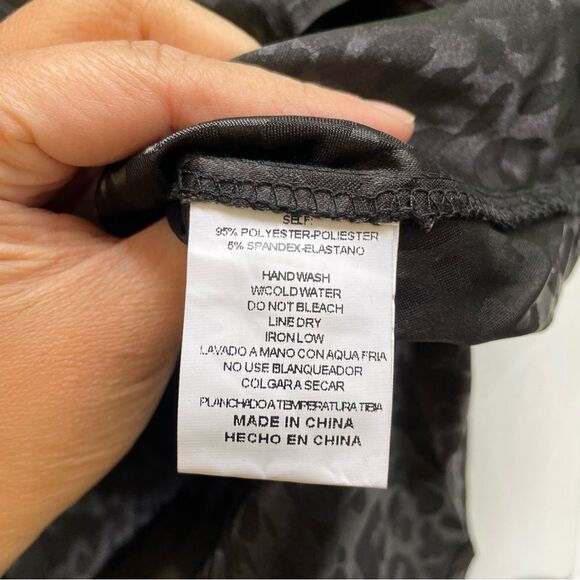 SELF:
95% POLYESTER-POLIESTER
5% SPANDEX-ELASTANO
HAND WASH
W/COLD WATER
DO NOT BLEACH
LINE DRY
IRON LOW
LAVADO A MANO CON AQUA FRIA
NO USE BLANQUEADOR
COLGAR A SECAR
PLANCHADO A TEMPERATURA TIBIA
MADE IN CHINA
HECHO EN CHINA